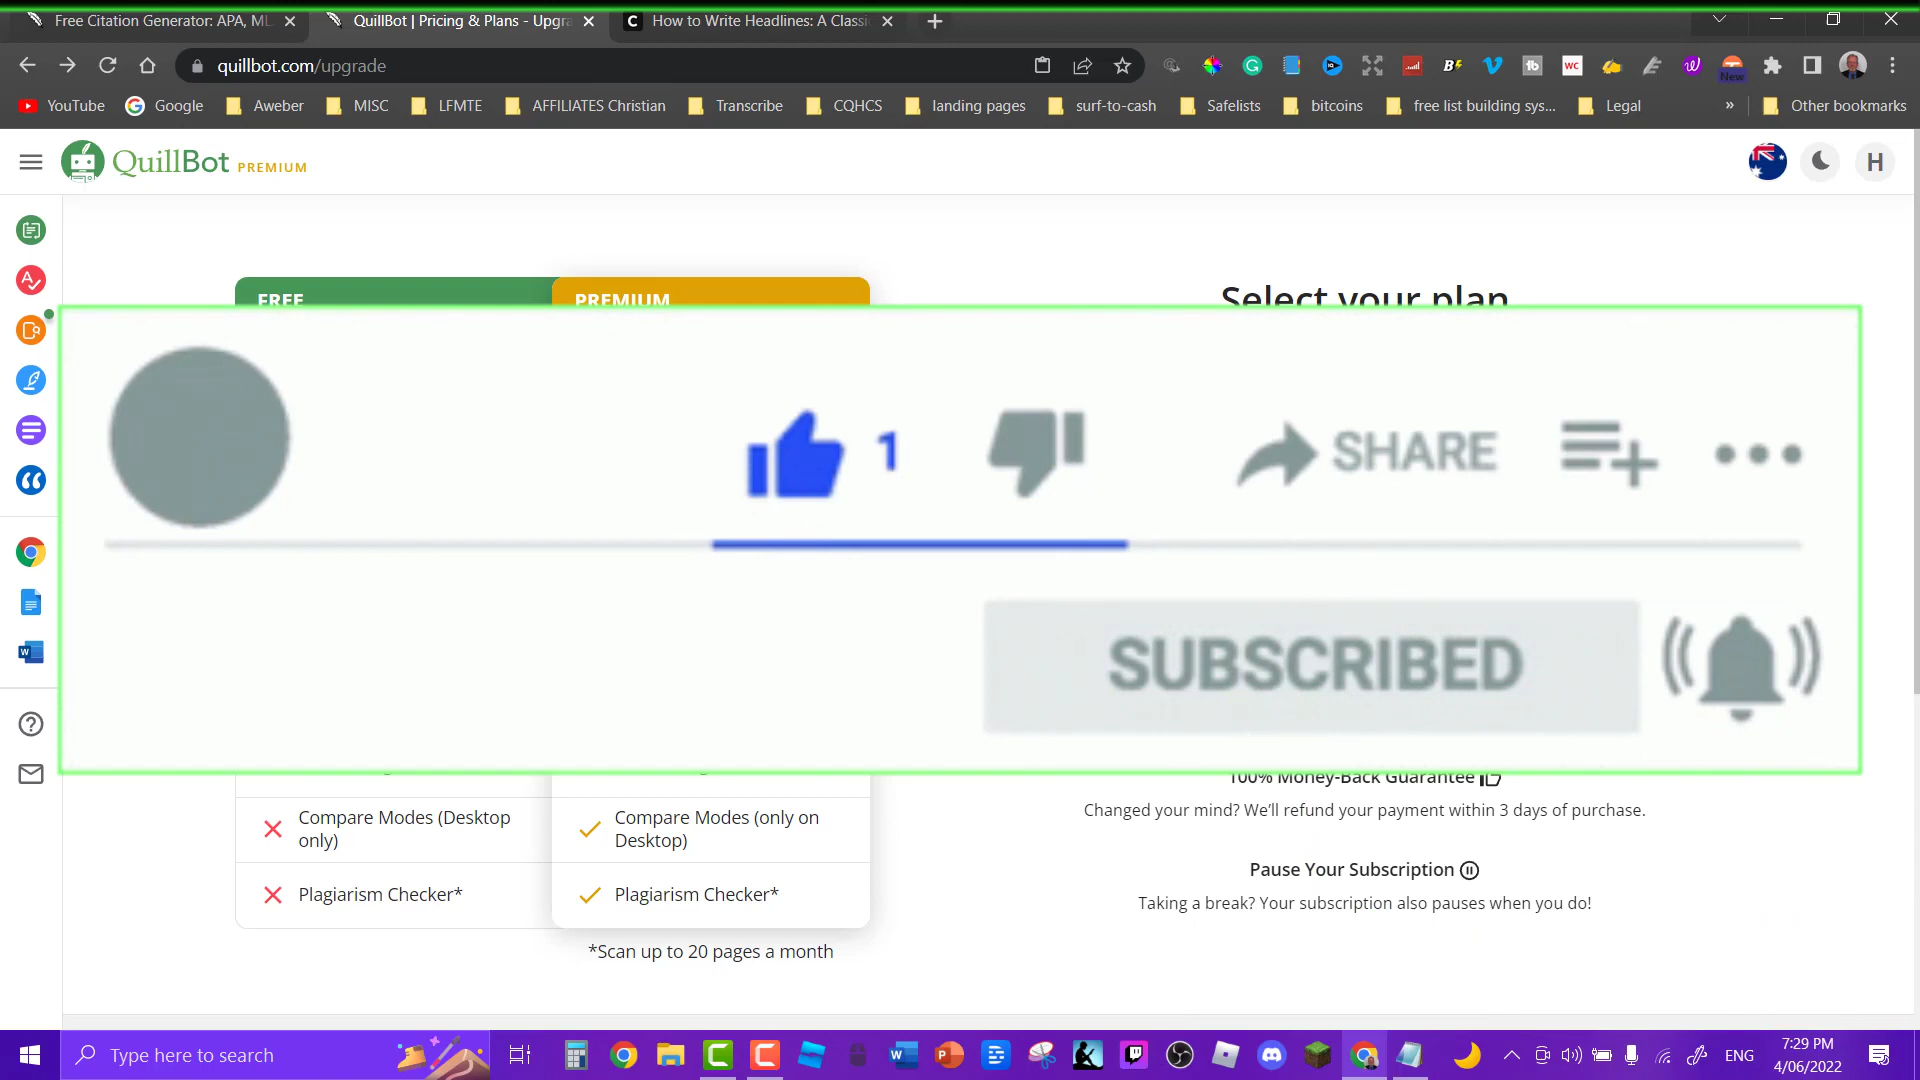 Free Citation Generator: APA, ML
QuillBot | Pricing & Plans - Upgra
How to Write Headlines: A Classic
quillbot.com/upgrade
New
YouTube
Google
Aweber
MISC
LFMTE
AFFILIATES Christian
Transcribe
CQHCS
landing pages
surf-to-cash
Safelists
bitcoins
free list building sys...
Legal
»
Other bookmarks
QuillBot PREMIUM
H
FREE
PREMIUM
Select your plan
1
SHARE
SUBSCRIBED
100% Money-Back Guarantee
Changed your mind? We'll refund your payment within 3 days of purchase.
Compare Modes (Desktop
only)
Compare Modes (only on
Desktop)
Pause Your Subscription
Taking a break? Your subscription also pauses when you do!
Plagiarism Checker*
Plagiarism Checker*
*Scan up to 20 pages a month
Type here to search
ENG
7:29 PM
4/06/2022